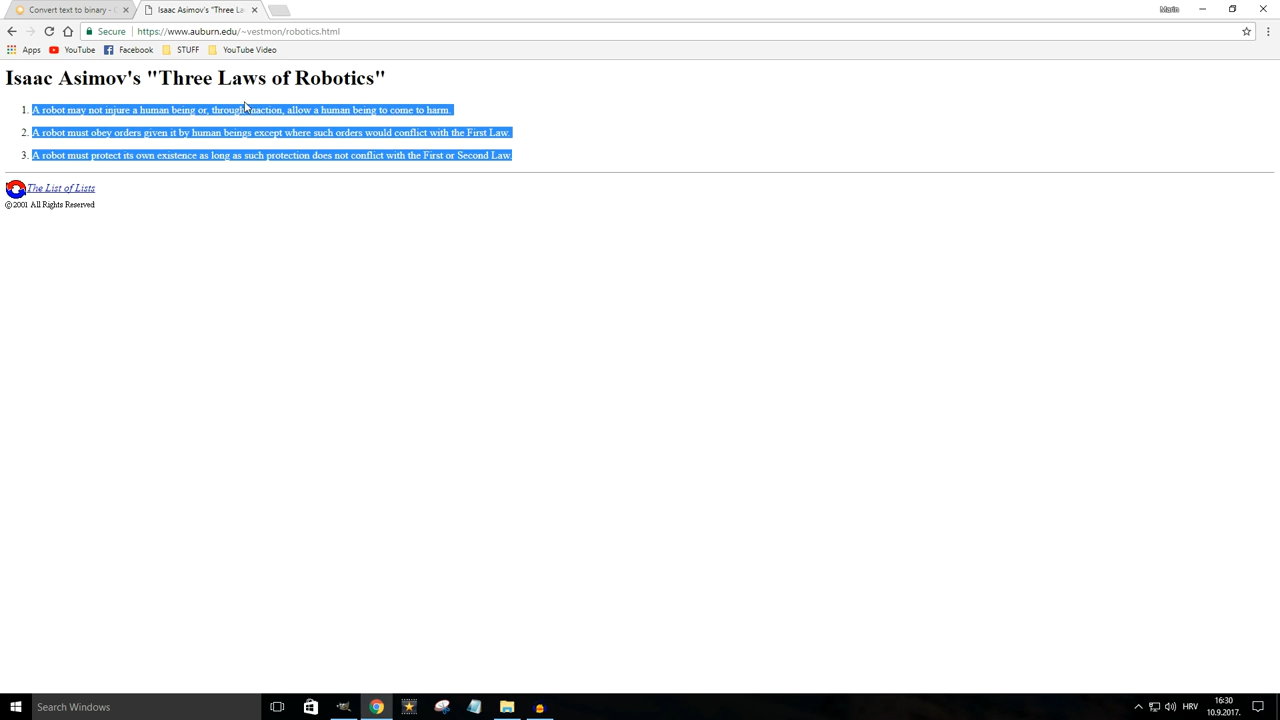 Convert text to binary -
Isaac Asimov's "Three La
Marin
Secure
https://www.auburn.edu/~vestmon/robotics.html
Apps
YouTube
Facebook
STUFF
YouTube Video
Isaac Asimov's "Three Laws of Robotics"
1. A robot may not injure a human being or, through inaction, allow a human being to come to harm.
2. A robot must obey orders given it by human beings except where such orders would conflict with the First Law.
3. A robot must protect its own existence as long as such protection does not conflict with the First or Second Law.
The List of Lists
©2001 All Rights Reserved
Search Windows
HRV
16:30
10.9.2017.